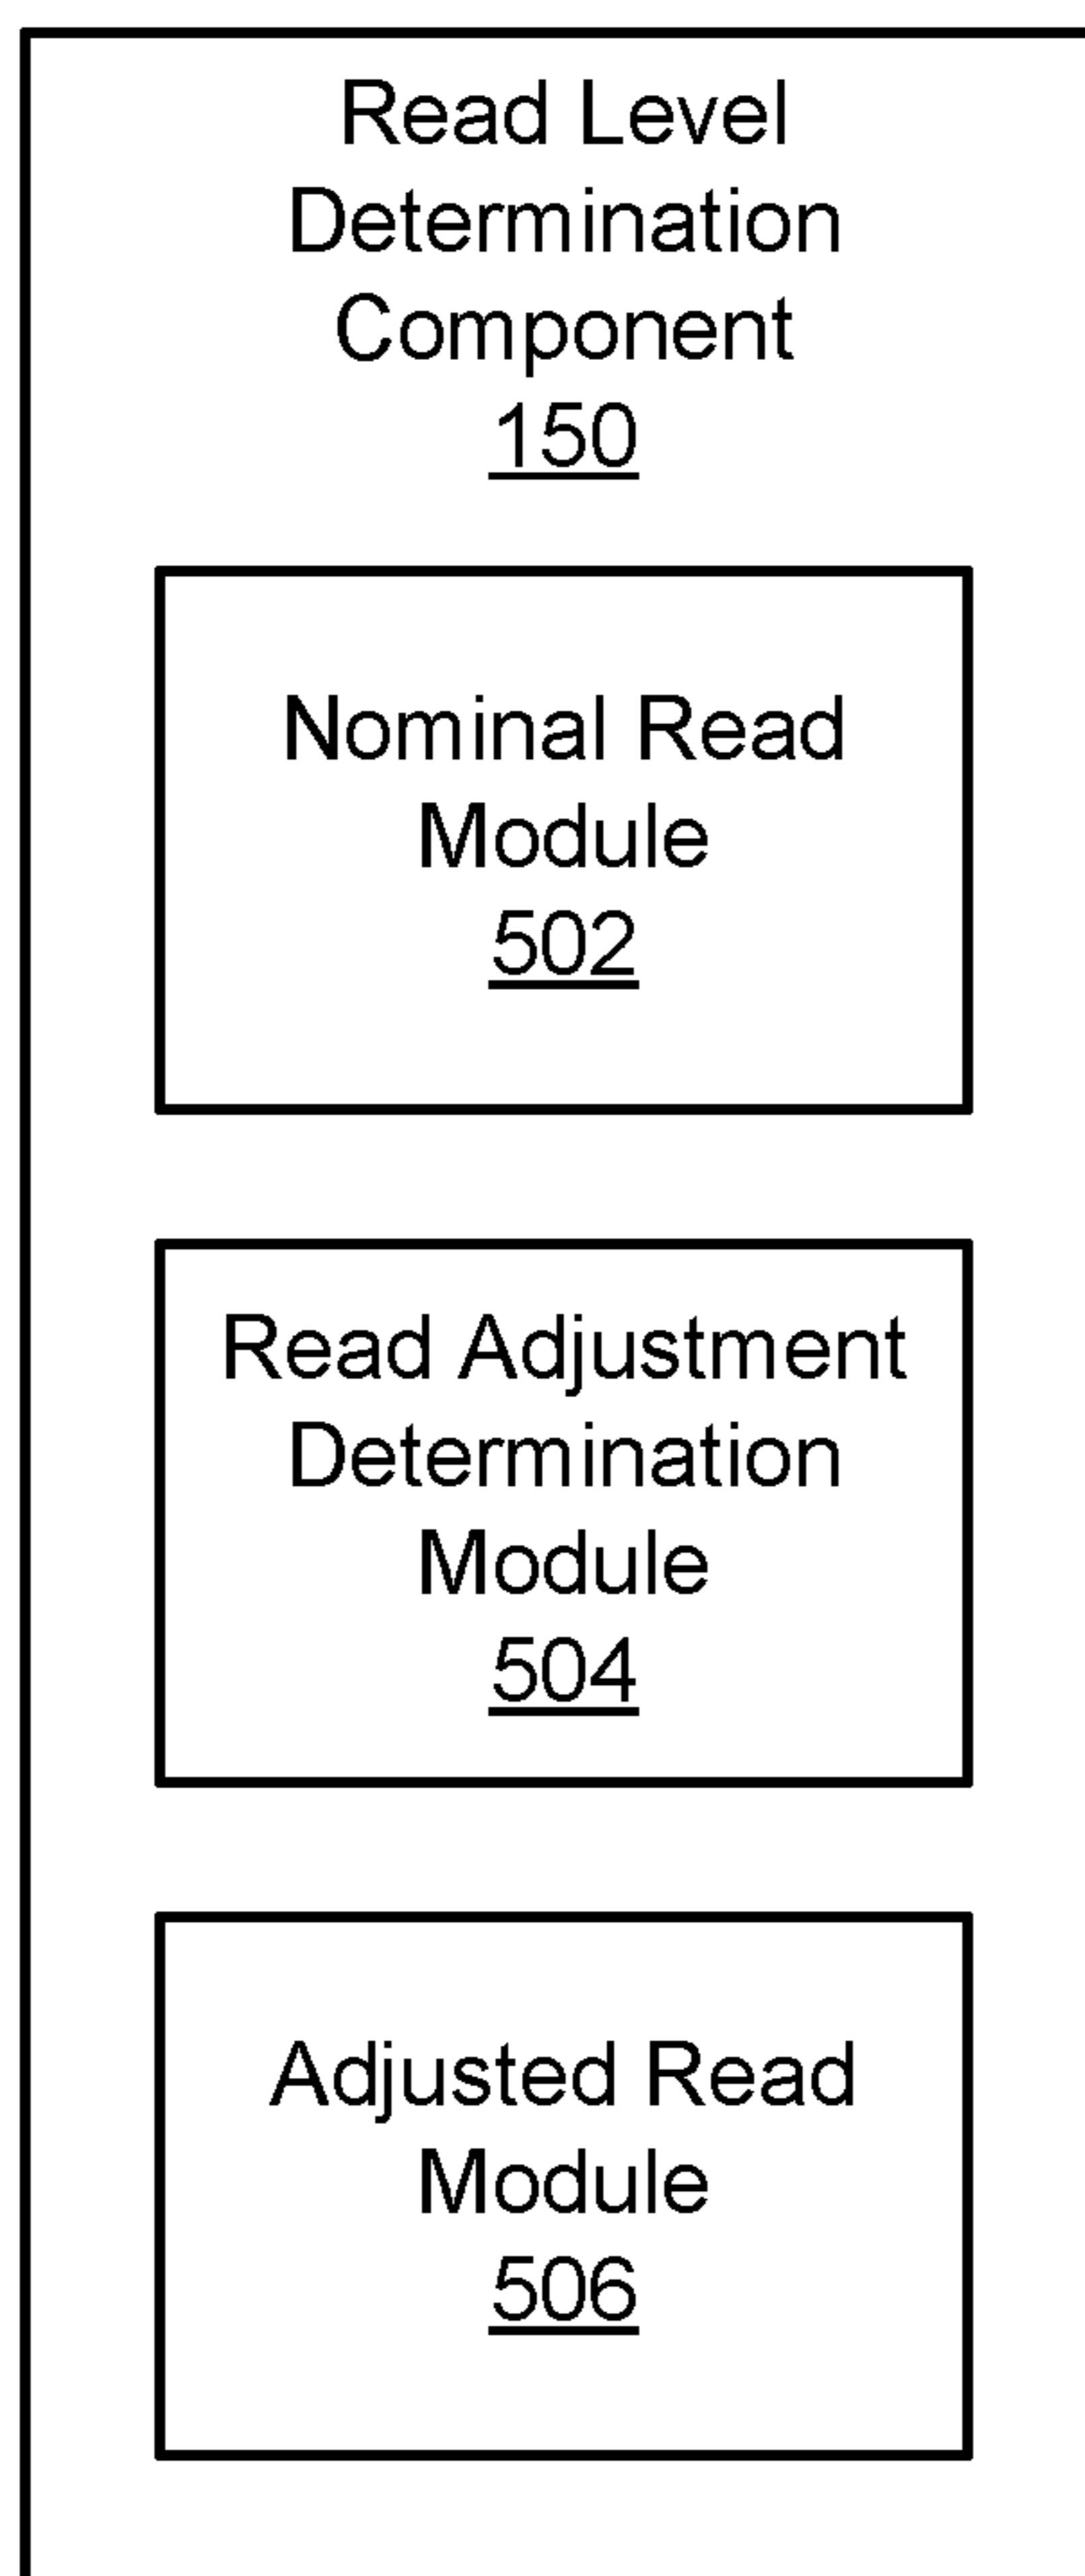 Read Level
Determination
Component
150
Nominal Read
Module
502
Read Adjustment
Determination
Module
504
Adjusted Read
Module
506